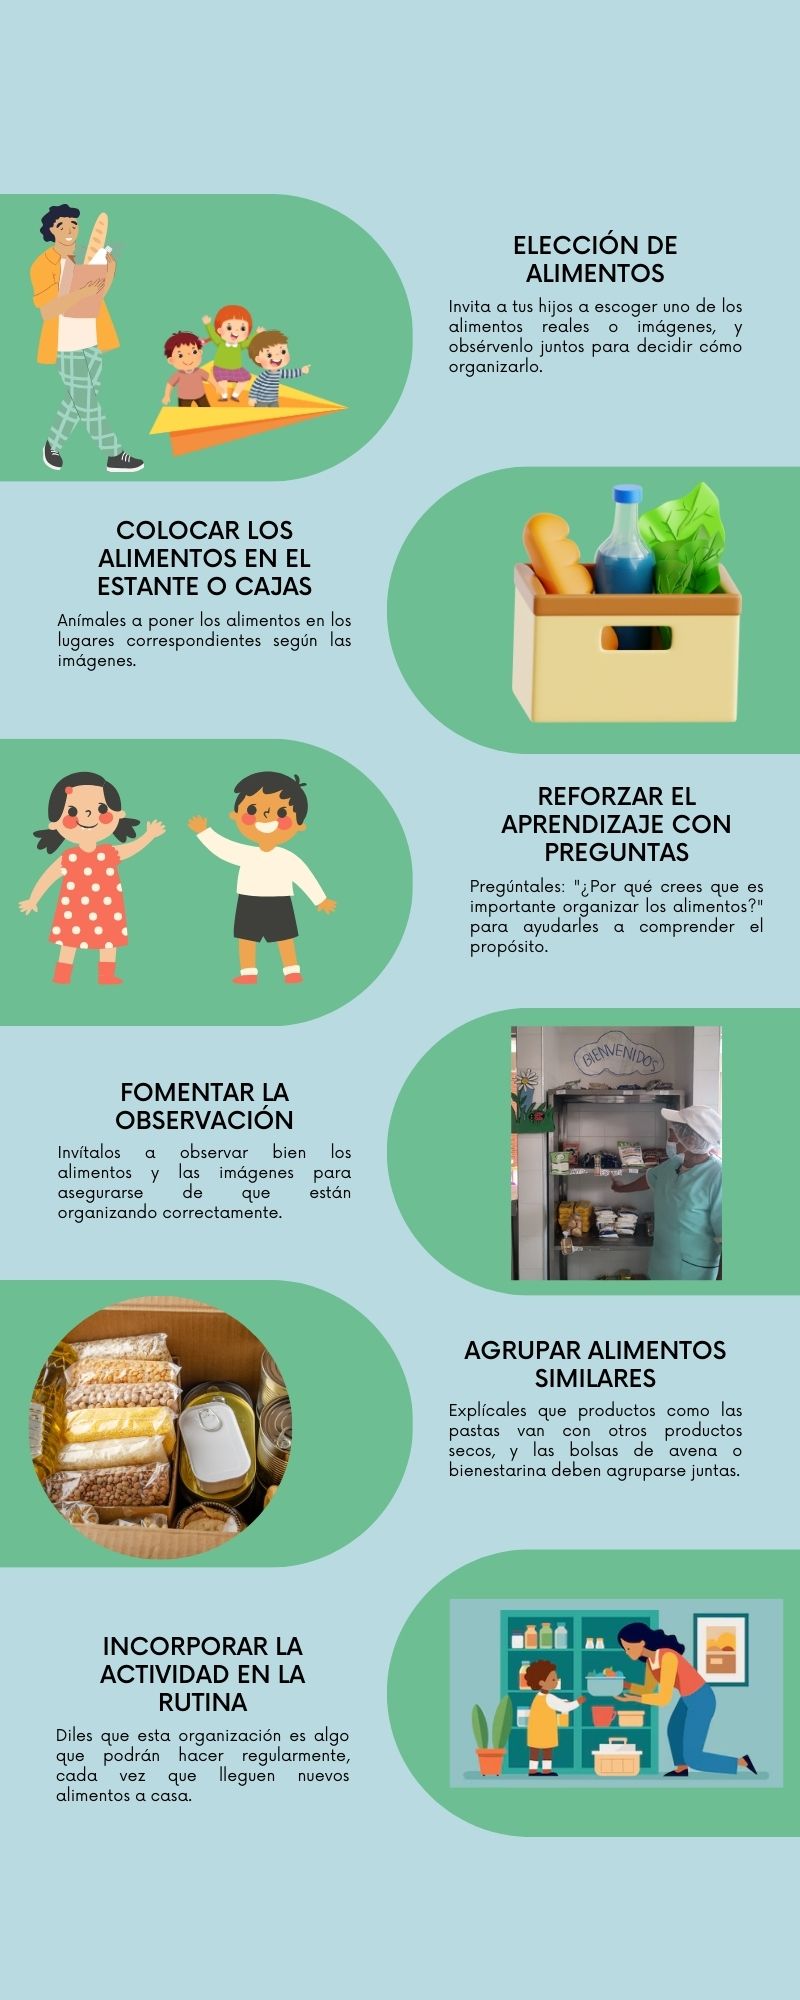 ELECCIÓN DE
ALIMENTOS
Invita a tus hijos a escoger uno de los
alimentos reales o imágenes, y
obsérvenlo juntos para decidir cómo
organizarlo.
COLOCAR LOS
ALIMENTOS EN EL
ESTANTE O CAJAS
Anímales a poner los alimentos en los
lugares correspondientes según las
imágenes.
REFORZAR EL
APRENDIZAJE CON
PREGUNTAS
Pregúntales: "¿Por qué crees que es
importante organizar los alimentos?"
para ayudarles a comprender el
propósito.
BIENVENIDOS
FOMENTAR LA
OBSERVACIÓN
Invítalos a observar bien los
alimentos y las imágenes para
asegurarse de que están
organizando correctamente.
AGRUPAR ALIMENTOS
SIMILARES
Explícales que productos como las
pastas van con otros productos
secos, y las bolsas de avena o
bienestarina deben agruparse juntas.
INCORPORAR LA
ACTIVIDAD EN LA
RUTINA
Diles que esta organización es algo
que podrán hacer regularmente,
cada vez que lleguen nuevos
alimentos a casa.